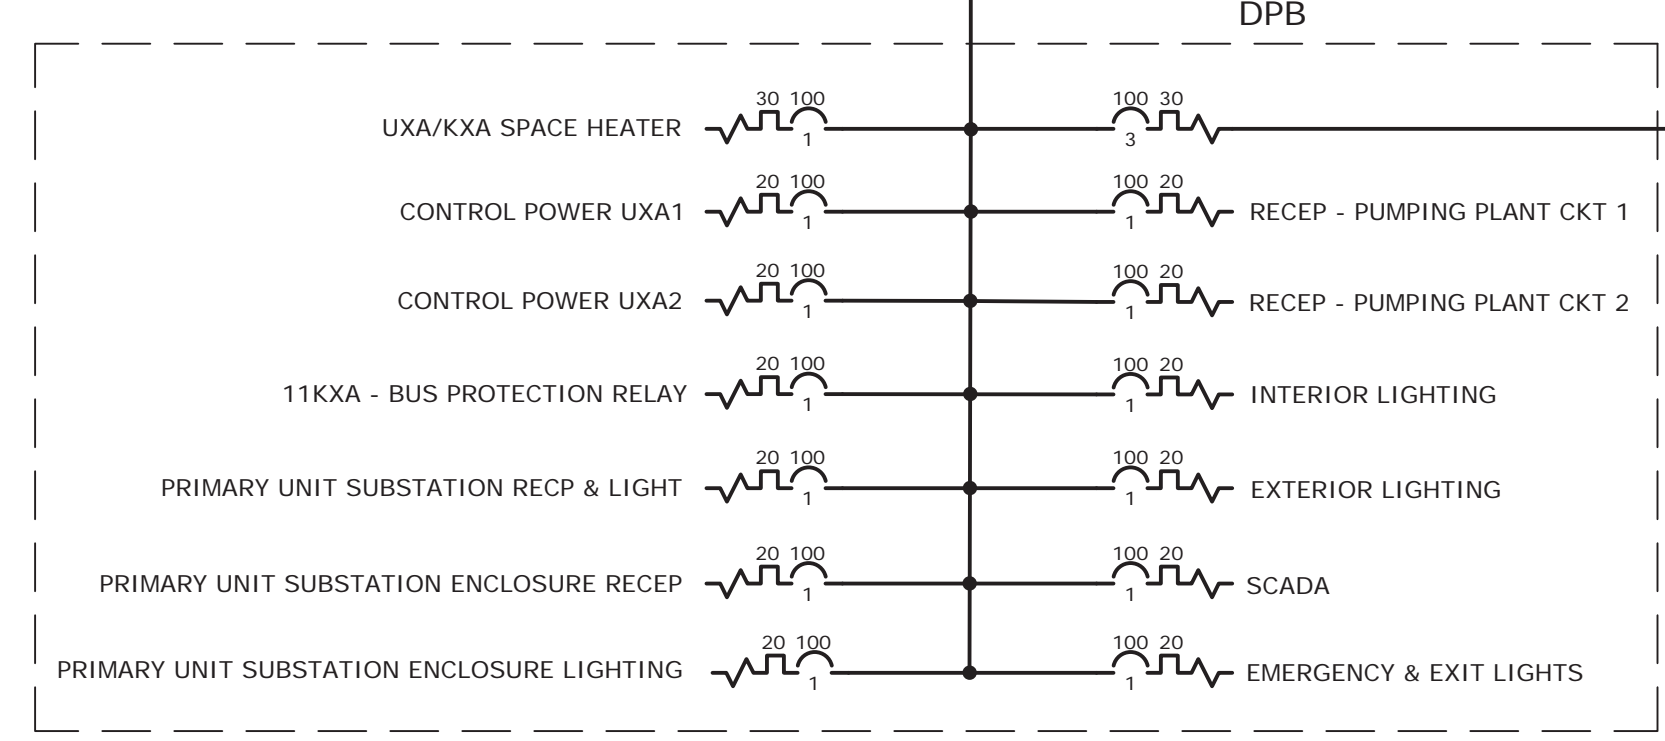 DPB
30 100
100 30
UXA/KXA SPACE HEATER
1
3
20 100
100 20
CONTROL POWER UXA1
1
1
RECEP - PUMPING PLANT CKT 1
20 100
100 20
CONTROL POWER UXA2
1
1
RECEP - PUMPING PLANT CKT 2
20 100
100 20
11KXA - BUS PROTECTION RELAY
1
1
INTERIOR LIGHTING
20 100
100 20
PRIMARY UNIT SUBSTATION RECP & LIGHT
1
1
EXTERIOR LIGHTING
20 100
100 20
PRIMARY UNIT SUBSTATION ENCLOSURE RECEP
1
1
SCADA
20 100
100 20
PRIMARY UNIT SUBSTATION ENCLOSURE LIGHTING
1
1
EMERGENCY & EXIT LIGHTS